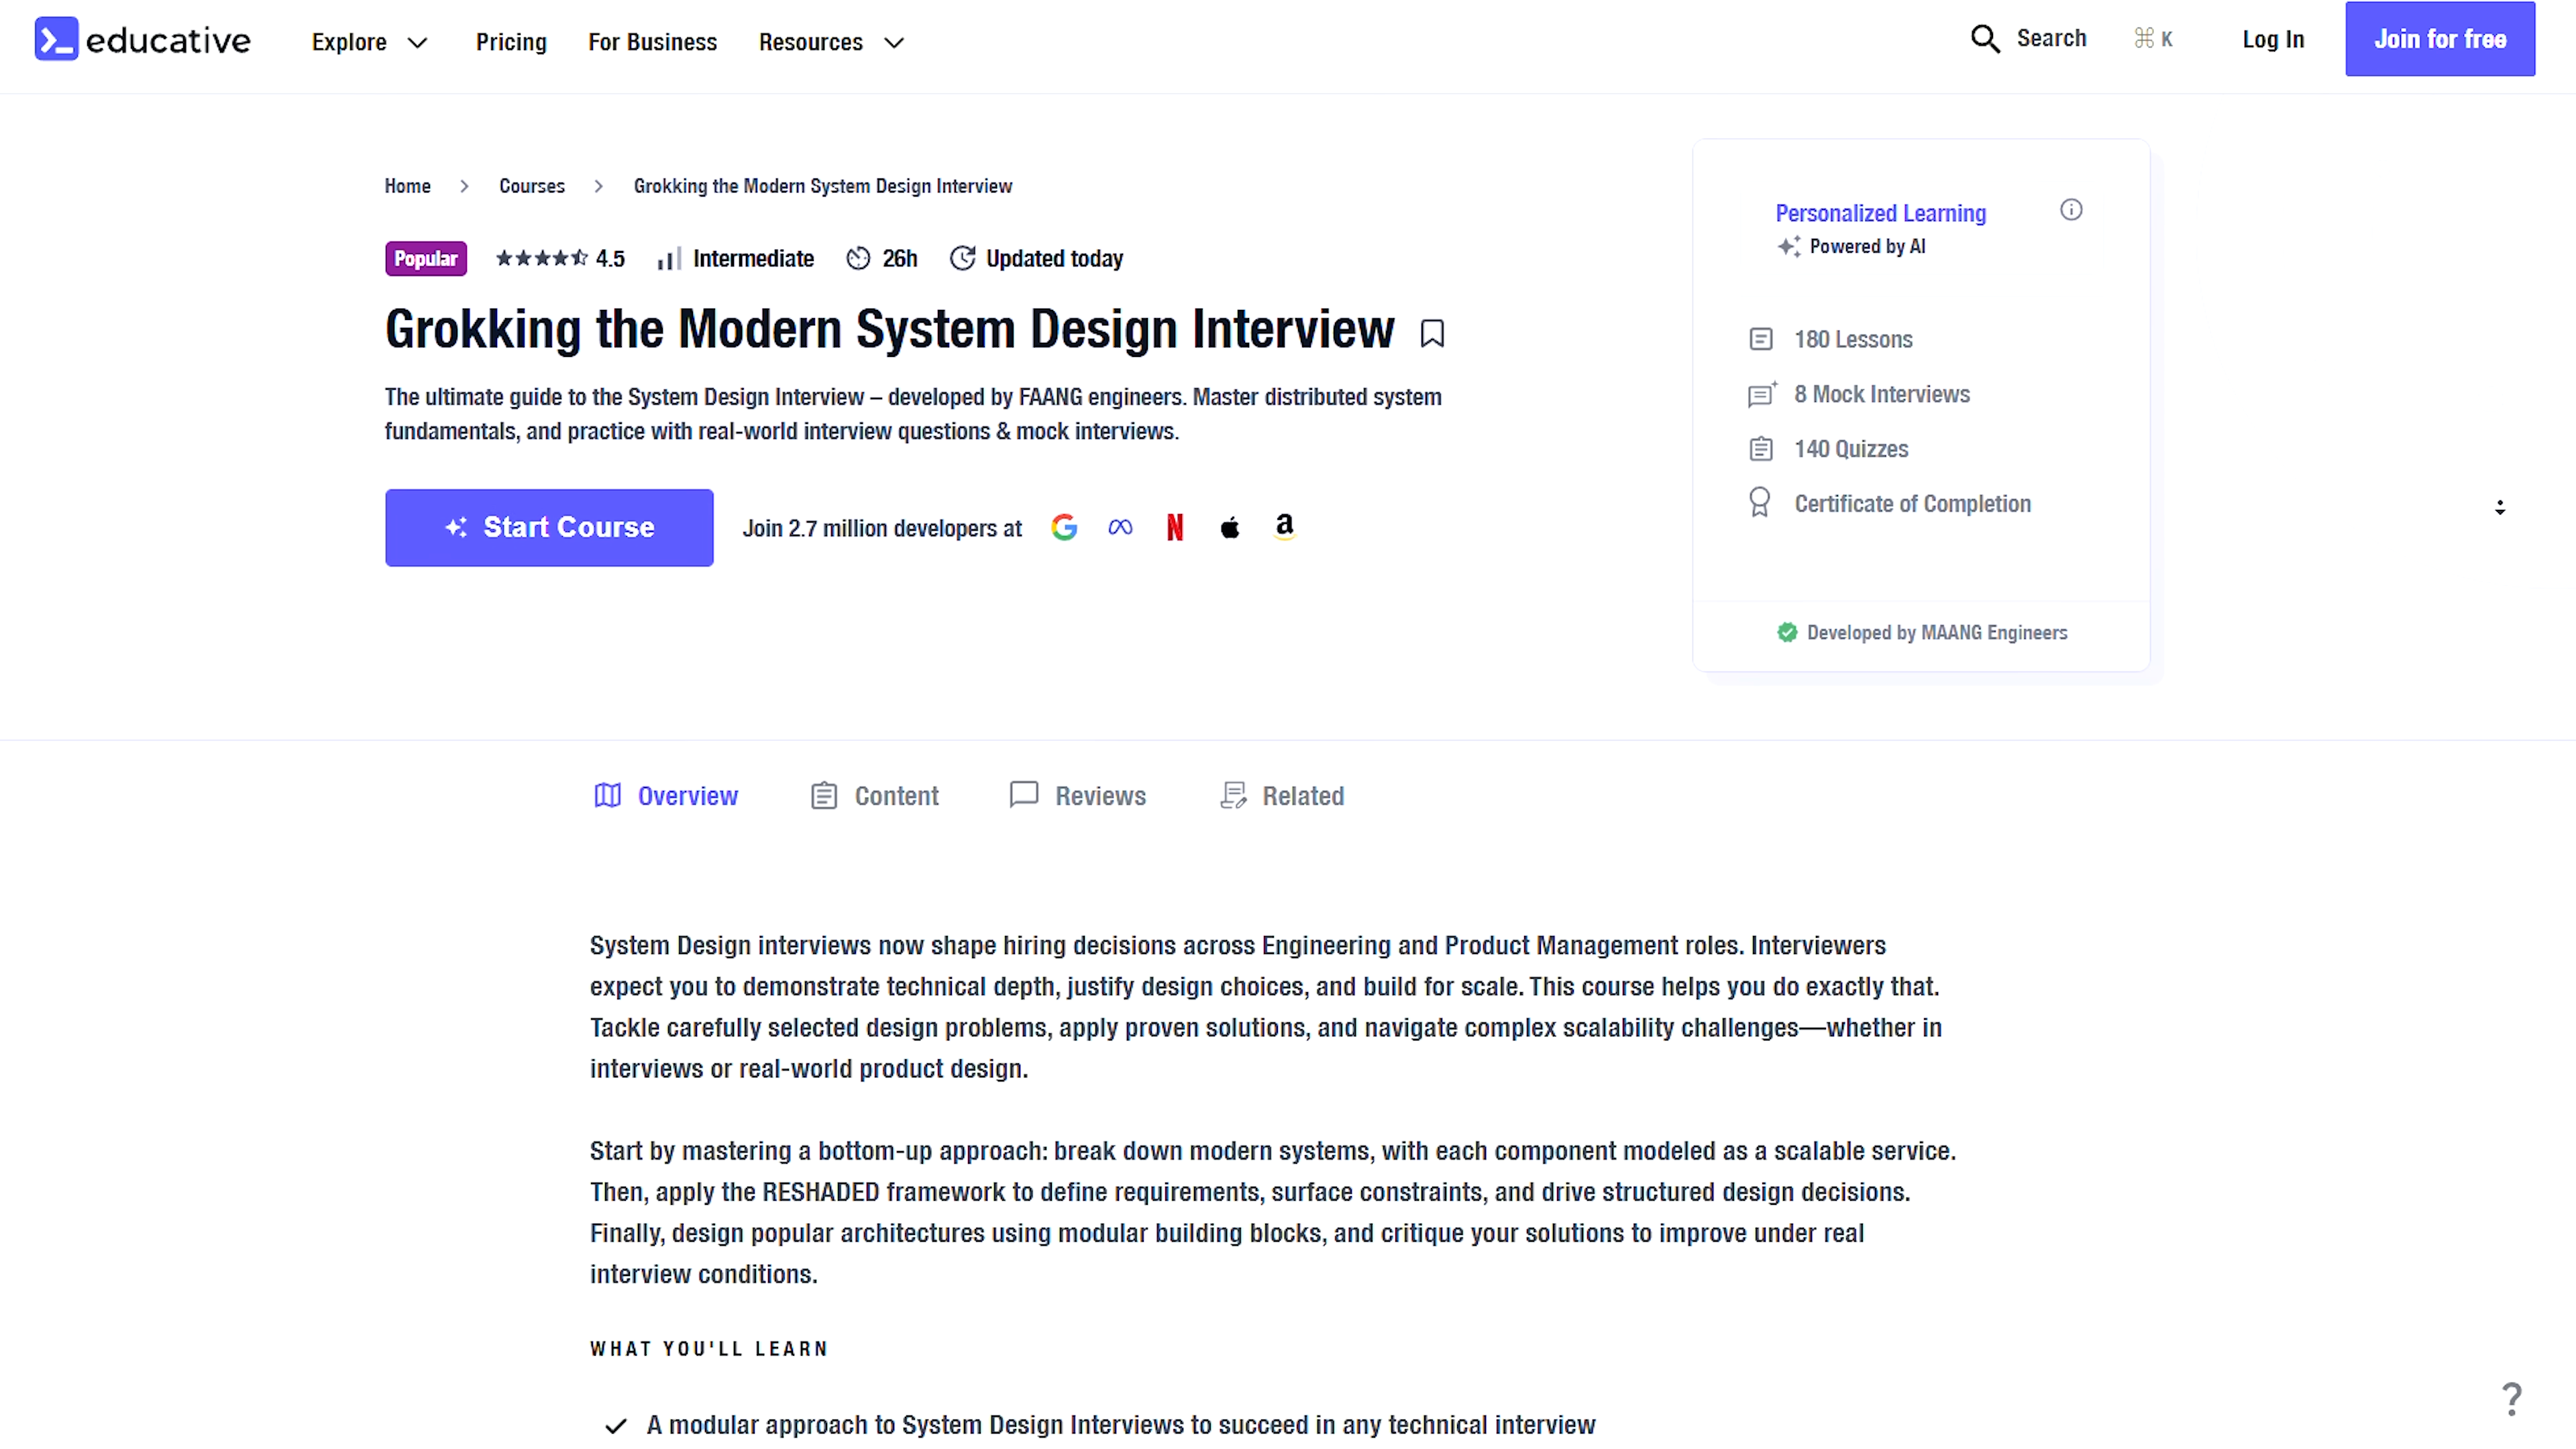 educative
Explore
Pricing
For Business
Resources
Search
⌘ K
Log In
Join for free
Home
Courses
Grokking the Modern System Design Interview
Popular
4.5
Intermediate
26h
Updated today
Grokking the Modern System Design Interview
The ultimate guide to the System Design Interview – developed by FAANG engineers. Master distributed system
fundamentals, and practice with real-world interview questions & mock interviews.
Start Course
Join 2.7 million developers at
Personalized Learning
Powered by AI
180 Lessons
8 Mock Interviews
140 Quizzes
Certificate of Completion
Developed by MAANG Engineers
Overview
Content
Reviews
Related
System Design interviews now shape hiring decisions across Engineering and Product Management roles. Interviewers
expect you to demonstrate technical depth, justify design choices, and build for scale. This course helps you do exactly that.
Tackle carefully selected design problems, apply proven solutions, and navigate complex scalability challenges—whether in
interviews or real-world product design.
Start by mastering a bottom-up approach: break down modern systems, with each component modeled as a scalable service.
Then, apply the RESHADED framework to define requirements, surface constraints, and drive structured design decisions.
Finally, design popular architectures using modular building blocks, and critique your solutions to improve under real
interview conditions.
WHAT YOU'LL LEARN
A modular approach to System Design Interviews to succeed in any technical interview
?